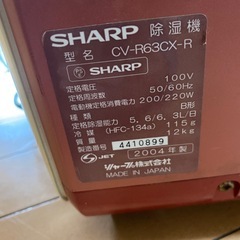 SHARP 除湿機
型名 CV-R63CX-R
SHARP
定格電圧 100V
定格周波数 50/60Hz
電動機定格消費電力 200/220W
種類 B形
定格除湿能力 5,6/6,3L/日
冷媒 (HFC-134a) 115g
質量 12kg
製造番号 4410899
JET 2004年製
シャープ株式会社
MADE IN JAPAN